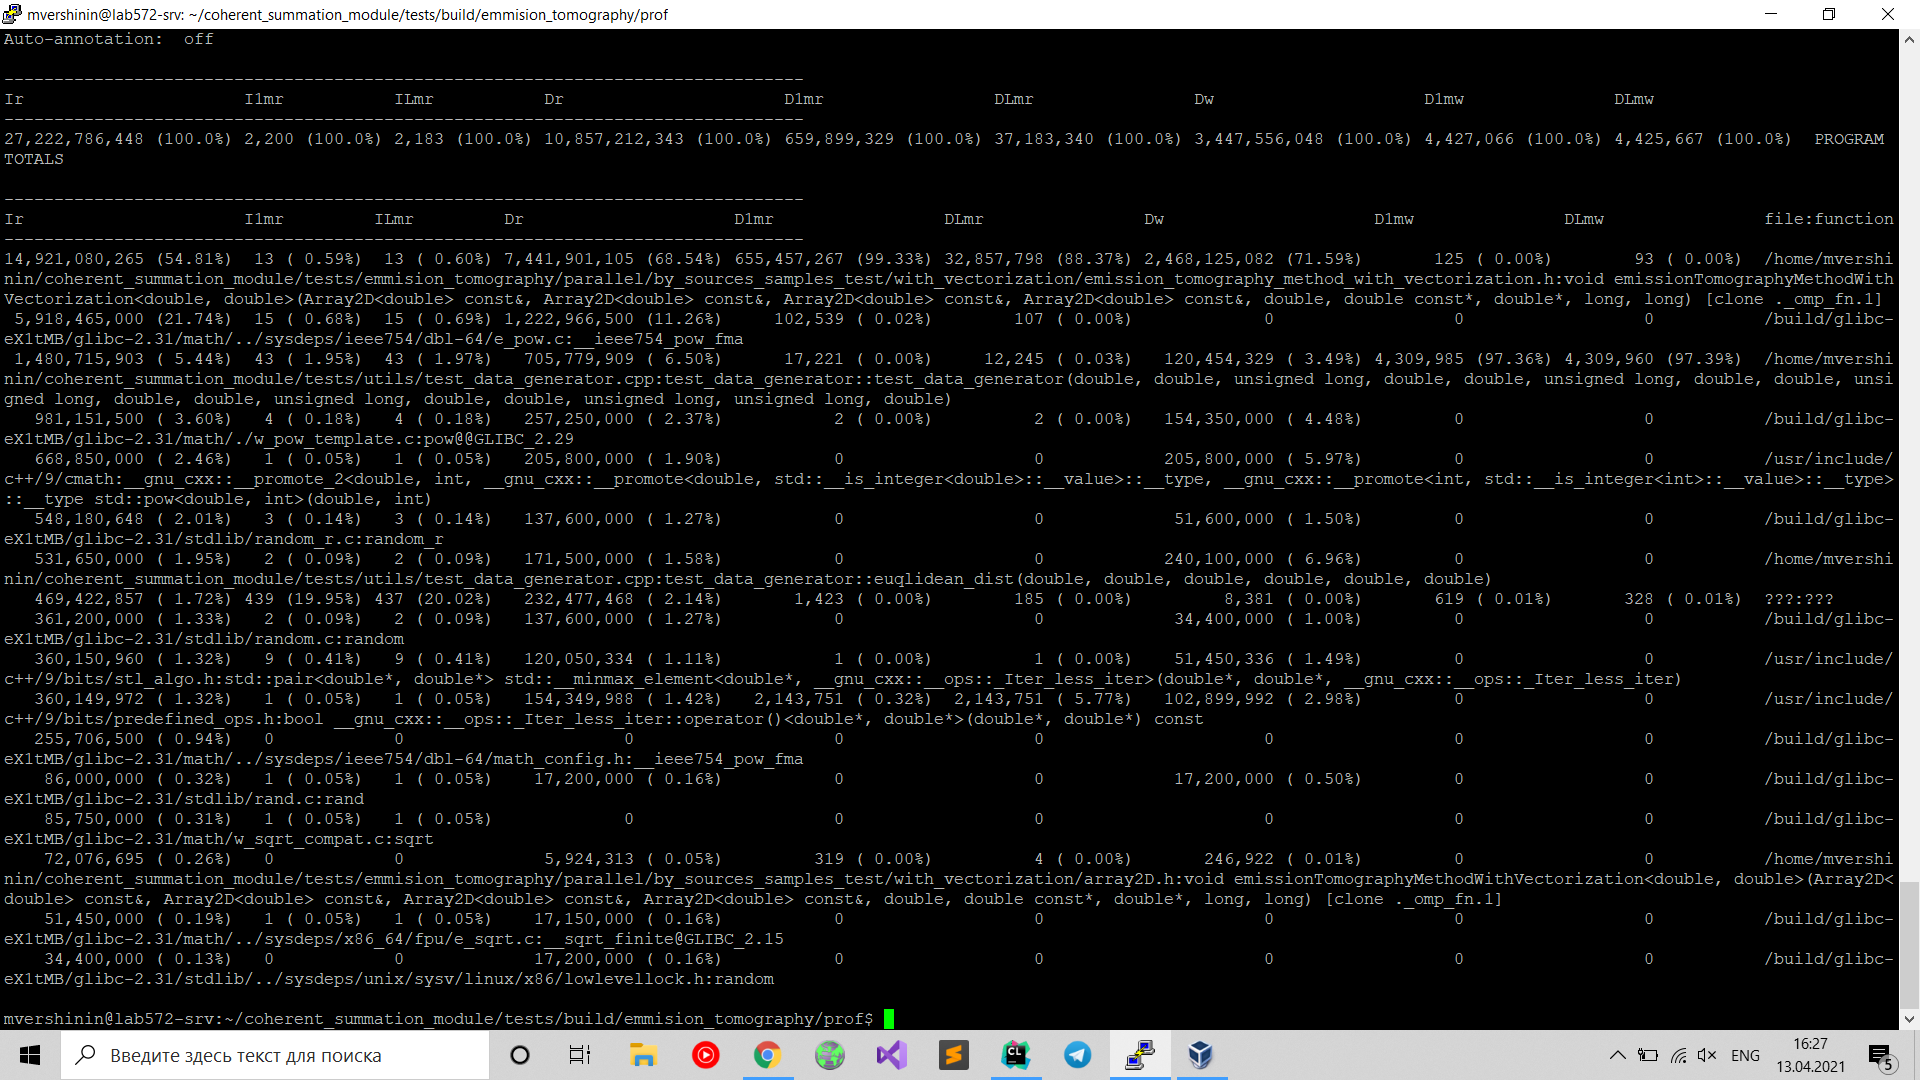 mvershinin@lab572-srv: ~/coherent_summation_module/tests/build/emmision_tomography/prof
Auto-annotation:  off
--------------------------------------------------------------------------------
Ir                      I1mr           ILmr           Dr                      D1mr                 DLmr                Dw                     D1mw               DLmw
--------------------------------------------------------------------------------
27,222,786,448 (100.0%) 2,200 (100.0%) 2,183 (100.0%) 10,857,212,343 (100.0%) 659,899,329 (100.0%) 37,183,340 (100.0%) 3,447,556,048 (100.0%) 4,427,066 (100.0%) 4,425,667 (100.0%)  PROGRAM
TOTALS
--------------------------------------------------------------------------------
Ir                      I1mr         ILmr         Dr                     D1mr                 DLmr                Dw                     D1mw               DLmw                file:function
--------------------------------------------------------------------------------
14,921,080,265 (54.81%)  13 ( 0.59%)  13 ( 0.60%) 7,441,901,105 (68.54%) 655,457,267 (99.33%) 32,857,798 (88.37%) 2,468,125,082 (71.59%)       125 ( 0.00%)        93 ( 0.00%)  /home/mvershi
nin/coherent_summation_module/tests/emmision_tomography/parallel/by_sources_samples_test/with_vectorization/emission_tomography_method_with_vectorization.h:void emissionTomographyMethodWith
Vectorization<double, double>(Array2D<double> const&, Array2D<double> const&, Array2D<double> const&, Array2D<double> const&, double, double const*, double*, long, long) [clone ._omp_fn.1]
5,918,465,000 (21.74%)  15 ( 0.68%)  15 ( 0.69%) 1,222,966,500 (11.26%)     102,539 ( 0.02%)        107 ( 0.00%)             0                  0                  0           /build/glibc-
eX1tMB/glibc-2.31/math/../sysdeps/ieee754/dbl-64/e_pow.c:__ieee754_pow_fma
1,480,715,903 ( 5.44%)  43 ( 1.95%)  43 ( 1.97%)   705,779,909 ( 6.50%)      17,221 ( 0.00%)     12,245 ( 0.03%)   120,454,329 ( 3.49%) 4,309,985 (97.36%) 4,309,960 (97.39%)  /home/mvershi
nin/coherent_summation_module/tests/utils/test_data_generator.cpp:test_data_generator::test_data_generator(double, double, unsigned long, double, double, unsigned long, double, double, unsi
gned long, double, double, unsigned long, double, double, unsigned long, unsigned long, double)
981,151,500 ( 3.60%)   4 ( 0.18%)   4 ( 0.18%)   257,250,000 ( 2.37%)           2 ( 0.00%)          2 ( 0.00%)   154,350,000 ( 4.48%)         0                  0           /build/glibc-
eX1tMB/glibc-2.31/math/./w_pow_template.c:pow@@GLIBC_2.29
668,850,000 ( 2.46%)   1 ( 0.05%)   1 ( 0.05%)   205,800,000 ( 1.90%)           0                   0             205,800,000 ( 5.97%)         0                  0           /usr/include/
c++/9/cmath:__gnu_cxx::__promote_2<double, int, __gnu_cxx::__promote<double, std::__is_integer<double>::__value>::__type, __gnu_cxx::__promote<int, std::__is_integer<int>::__value>::__type>
::__type std::pow<double, int>(double, int)
548,180,648 ( 2.01%)   3 ( 0.14%)   3 ( 0.14%)   137,600,000 ( 1.27%)           0                   0              51,600,000 ( 1.50%)         0                  0           /build/glibc-
eX1tMB/glibc-2.31/stdlib/random_r.c:random_r
531,650,000 ( 1.95%)   2 ( 0.09%)   2 ( 0.09%)   171,500,000 ( 1.58%)           0                   0             240,100,000 ( 6.96%)         0                  0           /home/mvershi
nin/coherent_summation_module/tests/utils/test_data_generator.cpp:test_data_generator::euqlidean_dist(double, double, double, double, double, double)
469,422,857 ( 1.72%) 439 (19.95%) 437 (20.02%)   232,477,468 ( 2.14%)       1,423 ( 0.00%)        185 ( 0.00%)         8,381 ( 0.00%)       619 ( 0.01%)       328 ( 0.01%)  ???:???
361,200,000 ( 1.33%)   2 ( 0.09%)   2 ( 0.09%)   137,600,000 ( 1.27%)           0                   0              34,400,000 ( 1.00%)         0                  0           /build/glibc-
eX1tMB/glibc-2.31/stdlib/random.c:random
360,150,960 ( 1.32%)   9 ( 0.41%)   9 ( 0.41%)   120,050,334 ( 1.11%)           1 ( 0.00%)          1 ( 0.00%)    51,450,336 ( 1.49%)         0                  0           /usr/include/
c++/9/bits/stl_algo.h:std::pair<double*, double*> std::__minmax_element<double*, __gnu_cxx::__ops::_Iter_less_iter>(double*, double*, __gnu_cxx::__ops::_Iter_less_iter)
360,149,972 ( 1.32%)   1 ( 0.05%)   1 ( 0.05%)   154,349,988 ( 1.42%)   2,143,751 ( 0.32%)  2,143,751 ( 5.77%)   102,899,992 ( 2.98%)         0                  0           /usr/include/
c++/9/bits/predefined_ops.h:bool __gnu_cxx::__ops::_Iter_less_iter::operator()<double*, double*>(double*, double*) const
255,706,500 ( 0.94%)   0            0                      0                    0                   0                      0                  0                  0           /build/glibc-
eX1tMB/glibc-2.31/math/../sysdeps/ieee754/dbl-64/math_config.h:__ieee754_pow_fma
86,000,000 ( 0.32%)   1 ( 0.05%)   1 ( 0.05%)    17,200,000 ( 0.16%)           0                   0              17,200,000 ( 0.50%)         0                  0           /build/glibc-
eX1tMB/glibc-2.31/stdlib/rand.c:rand
85,750,000 ( 0.31%)   1 ( 0.05%)   1 ( 0.05%)             0                    0                   0                      0                  0                  0           /build/glibc-
eX1tMB/glibc-2.31/math/w_sqrt_compat.c:sqrt
72,076,695 ( 0.26%)   0            0              5,924,313 ( 0.05%)         319 ( 0.00%)          4 ( 0.00%)       246,922 ( 0.01%)         0                  0           /home/mvershi
nin/coherent_summation_module/tests/emmision_tomography/parallel/by_sources_samples_test/with_vectorization/array2D.h:void emissionTomographyMethodWithVectorization<double, double>(Array2D<
double> const&, Array2D<double> const&, Array2D<double> const&, Array2D<double> const&, double, double const*, double*, long, long) [clone ._omp_fn.1]
51,450,000 ( 0.19%)   1 ( 0.05%)   1 ( 0.05%)    17,150,000 ( 0.16%)           0                   0                      0                  0                  0           /build/glibc-
eX1tMB/glibc-2.31/math/../sysdeps/x86_64/fpu/e_sqrt.c:__sqrt_finite@GLIBC_2.15
34,400,000 ( 0.13%)   0            0             17,200,000 ( 0.16%)           0                   0                      0                  0                  0           /build/glibc-
eX1tMB/glibc-2.31/stdlib/../sysdeps/unix/sysv/linux/x86/lowlevellock.h:random
mvershinin@lab572-srv:~/coherent_summation_module/tests/build/emmision_tomography/prof$
Введите здесь текст для поиска
CL
ENG
16:27
13.04.2021
5